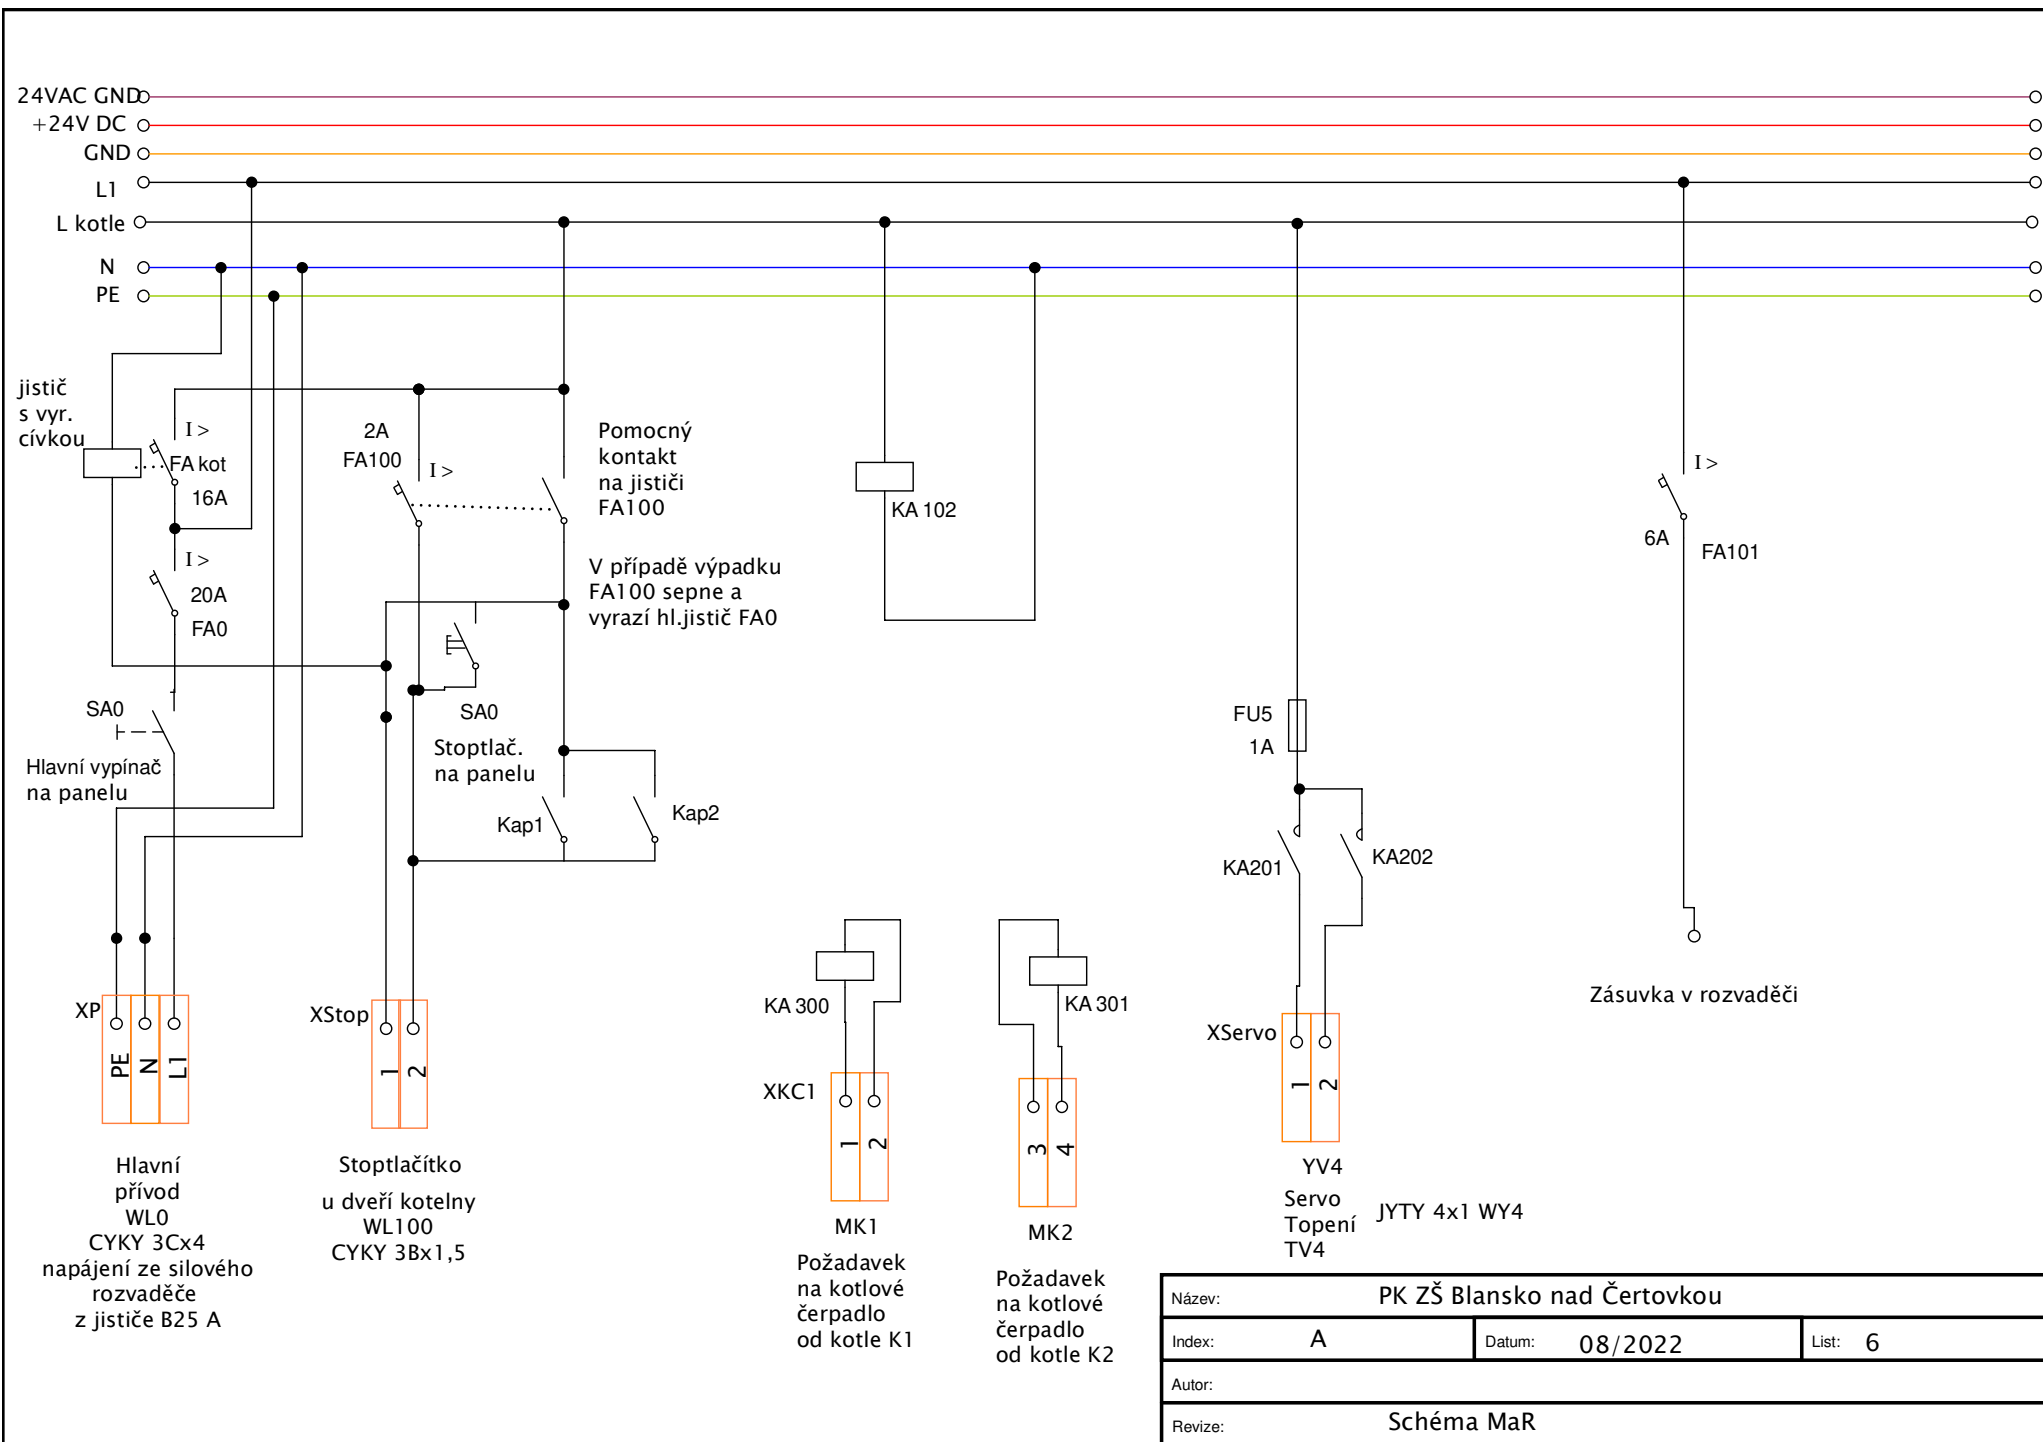 24VAC GND
+24V DC
GND
L1
L kotle
N
PE
jistič
s vyr.
cívkou
I >
FA kot
16A
I >
20A
FA0
SA0
Hlavní vypínač
na panelu
2A
FA100
I >
Pomocný
kontakt
na jističi
FA100
V případě výpadku
FA100 sepne a
vyrazí hl.jistič FA0
SA0
Stoptlač.
na panelu
Kap1
Kap2
KA 102
I >
6A
FA101
FU5
1A
KA201
KA202
Zásuvka v rozvaděči
XP
PE
N
L1
Hlavní
přívod
WL0
CYKY 3Cx4
napájení ze silového
rozvaděče
z jističe B25 A
XStop
1
2
Stoptlačítko
u dveří kotelny
WL100
CYKY 3Bx1,5
KA 300
XKC1
1
2
MK1
Požadavek
na kotlové
čerpadlo
od kotle K1
KA 301
3
4
MK2
Požadavek
na kotlové
čerpadlo
od kotle K2
XServo
1
2
YV4
Servo
Topení
TV4
JYTY 4x1 WY4
Název: PK ZŠ Blansko nad Čertovkou
Index: A Datum: 08/2022 List: 6
Autor:
Revize: Schéma MaR